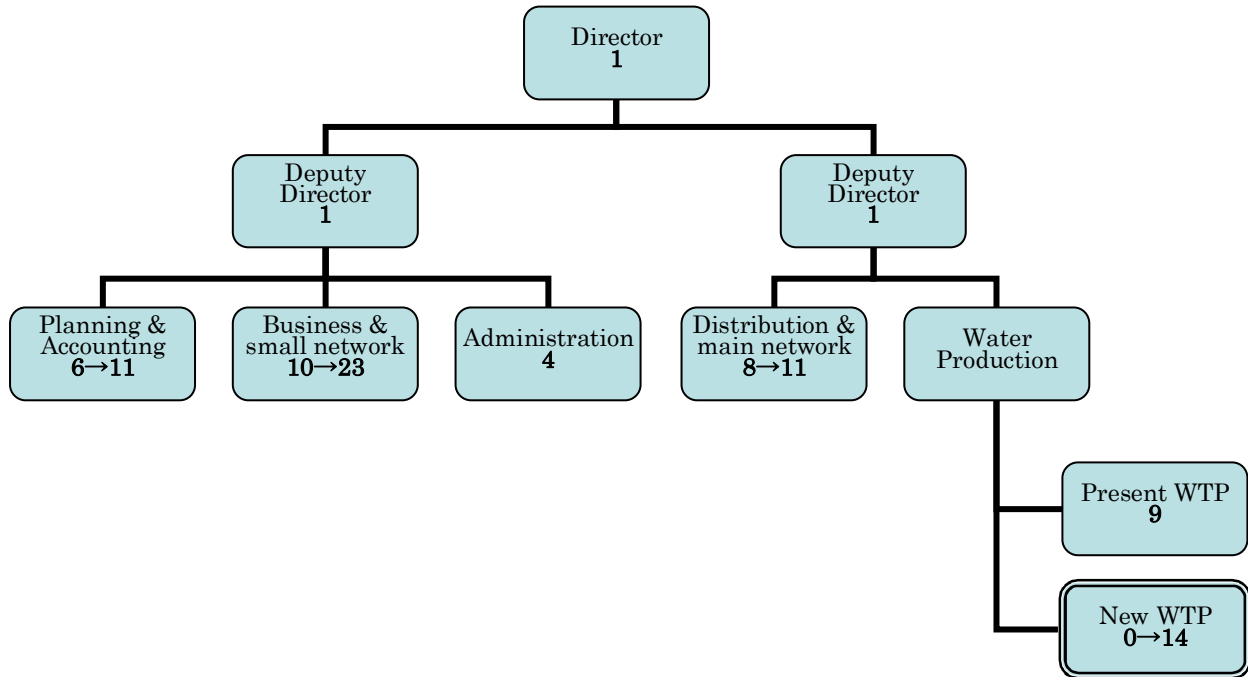 Director
1
Deputy
Director
1
Deputy
Director
1
Planning &
Accounting
6→11
Business &
small network
10→23
Administration
4
Distribution &
main network
8→11
Water
Production
Present WTP
9
New WTP
0→14